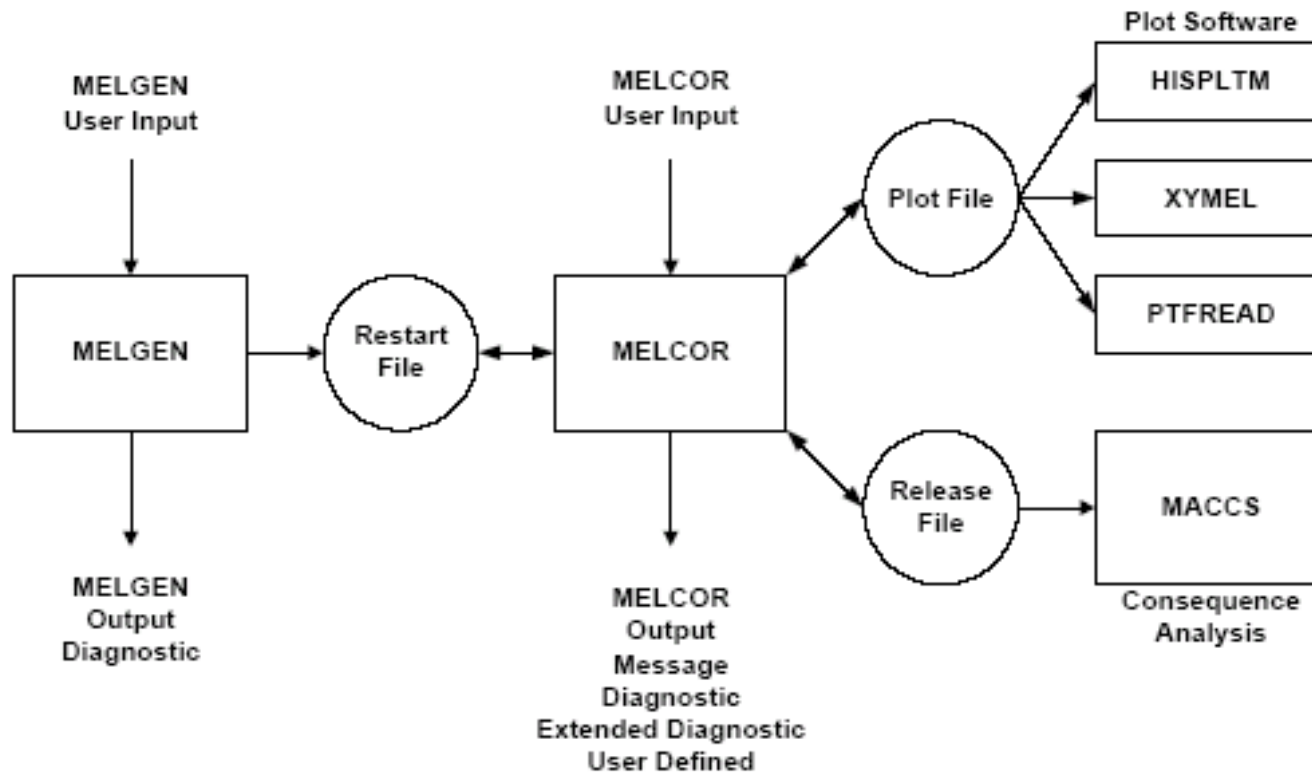 Plot Software
HISPLTM
MELGEN
User Input
MELCOR
User Input
Plot File
XYMEL
PTFREAD
MELGEN
Restart
File
MELCOR
Release
File
MACCS
MELGEN
Output
Diagnostic
MELCOR
Output
Message
Diagnostic
Extended Diagnostic
User Defined
Consequence
Analysis